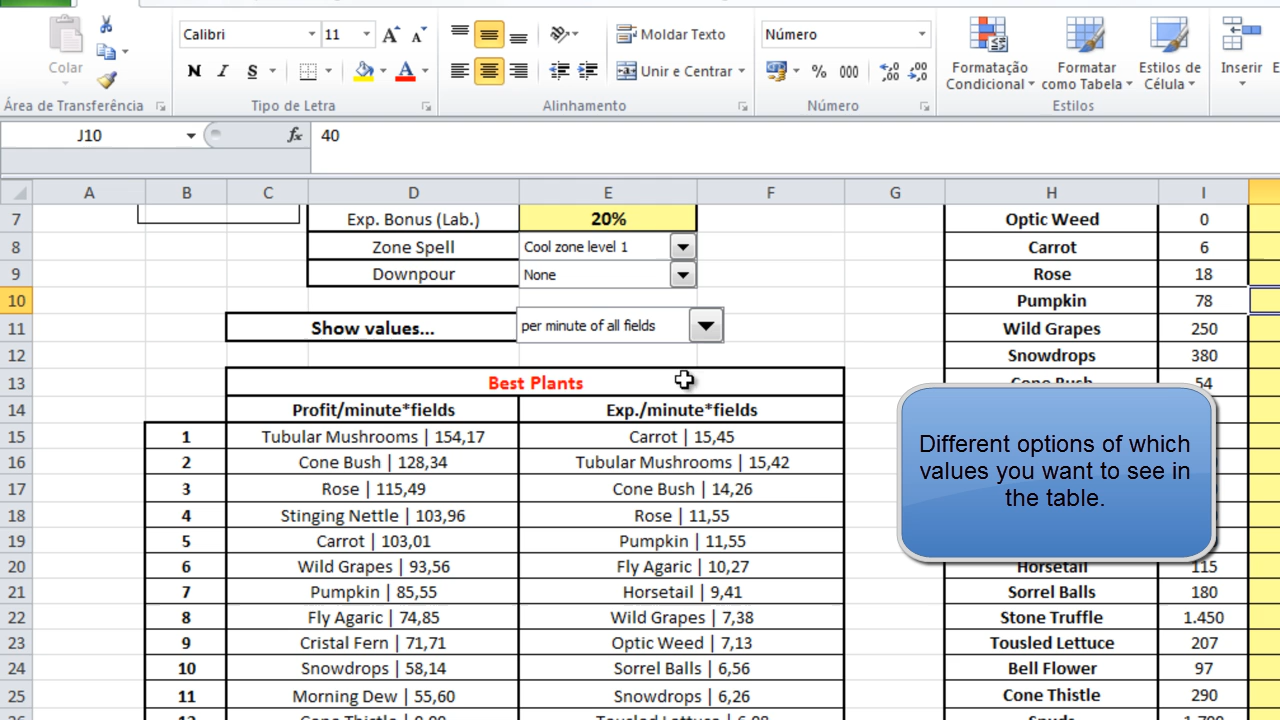 Calibri 11 Moldar Texto Número
Colar N I S Unir e Centrar % 000 Formatação Condicional Formatar como Tabela Estilos de Célula Inserir
Área de Transferência Tipo de Letra Alinhamento Número Estilos
J10 fx 40
A B C D E F G H I
7 Exp. Bonus (Lab.) 20% Optic Weed 0
8 Zone Spell Cool zone level 1 Carrot 6
9 Downpour None Rose 18
10 Pumpkin 78
11 Show values... per minute of all fields Wild Grapes 250
12 Snowdrops 380
13 Best Plants Cone Bush 54
14 Profit/minute*fields Exp./minute*fields
15 1 Tubular Mushrooms | 154,17 Carrot | 15,45
16 2 Cone Bush | 128,34 Tubular Mushrooms | 15,42
17 3 Rose | 115,49 Cone Bush | 14,26
18 4 Stinging Nettle | 103,96 Rose | 11,55
19 5 Carrot | 103,01 Pumpkin | 11,55
20 6 Wild Grapes | 93,56 Fly Agaric | 10,27 Horsetail 115
21 7 Pumpkin | 85,55 Horsetail | 9,41 Sorrel Balls 180
22 8 Fly Agaric | 74,85 Wild Grapes | 7,38 Stone Truffle 1.450
23 9 Cristal Fern | 71,71 Optic Weed | 7,13 Tousled Lettuce 207
24 10 Snowdrops | 58,14 Sorrel Balls | 6,56 Bell Flower 97
25 11 Morning Dew | 55,60 Snowdrops | 6,26 Cone Thistle 290
Different options of which
values you want to see in
the table.